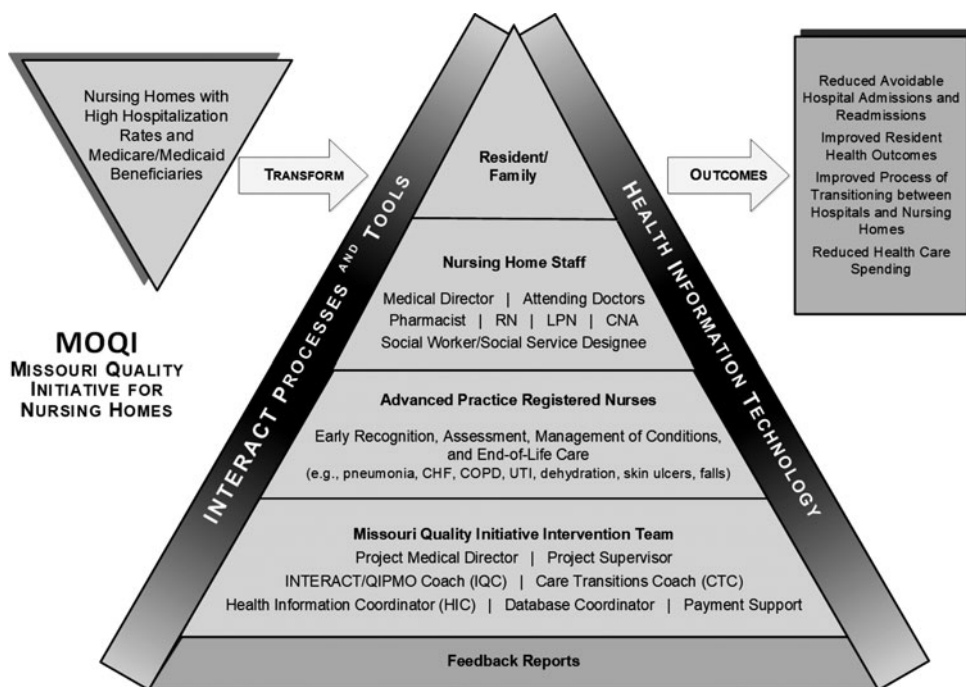 Nursing Homes with
High Hospitalization
Rates and
Medicare/Medicaid
Beneficiaries
TRANSFORM
MOQI
MISSOURI QUALITY
INITIATIVE FOR
NURSING HOMES
INTERACT PROCESSES AND TOOLS
Resident/
Family
Nursing Home Staff
Medical Director | Attending Doctors
Pharmacist | RN | LPN | CNA
Social Worker/Social Service Designee
Advanced Practice Registered Nurses
Early Recognition, Assessment, Management of Conditions,
and End-of-Life Care
(e.g., pneumonia, CHF, COPD, UTI, dehydration, skin ulcers, falls)
Missouri Quality Initiative Intervention Team
Project Medical Director | Project Supervisor
INTERACT/QIPMO Coach (IQC) | Care Transitions Coach (CTC)
Health Information Coordinator (HIC) | Database Coordinator | Payment Support
Feedback Reports
HEALTH INFORMATION TECHNOLOGY
OUTCOMES
Reduced Avoidable
Hospital Admissions and
Readmissions
Improved Resident
Health Outcomes
Improved Process of
Transitioning between
Hospitals and Nursing
Homes
Reduced Health Care
Spending